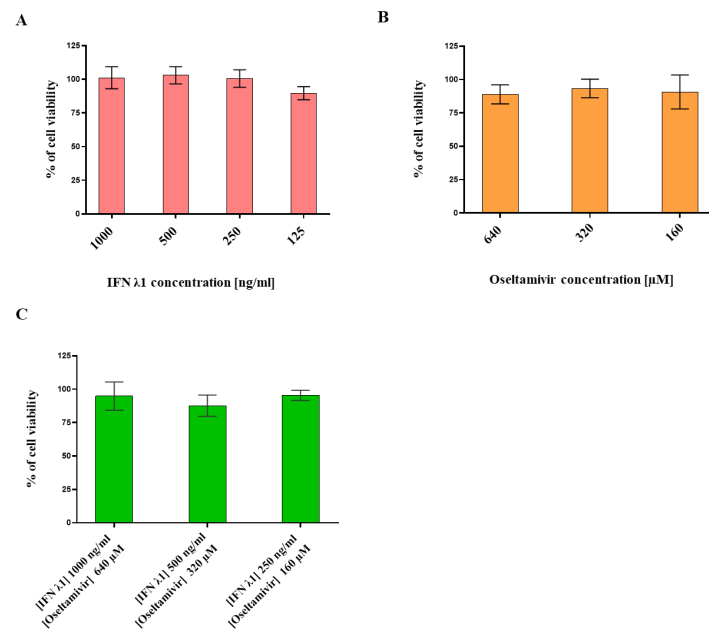 A
% of cell viability
125
100
75
50
25
0
1000
500
250
125
IFN λ1 concentration [ng/ml]
B
% of cell viability
125
100
75
50
25
0
640
320
160
Oseltamivir concentration [µM]
C
% of cell viability
125
100
75
50
25
0
[IFN λ1] 1000 ng/ml
[Oseltamivir] 640 µM
[IFN λ1] 500 ng/ml
[Oseltamivir] 320 µM
[IFN λ1] 250 ng/ml
[Oseltamivir] 160 µM